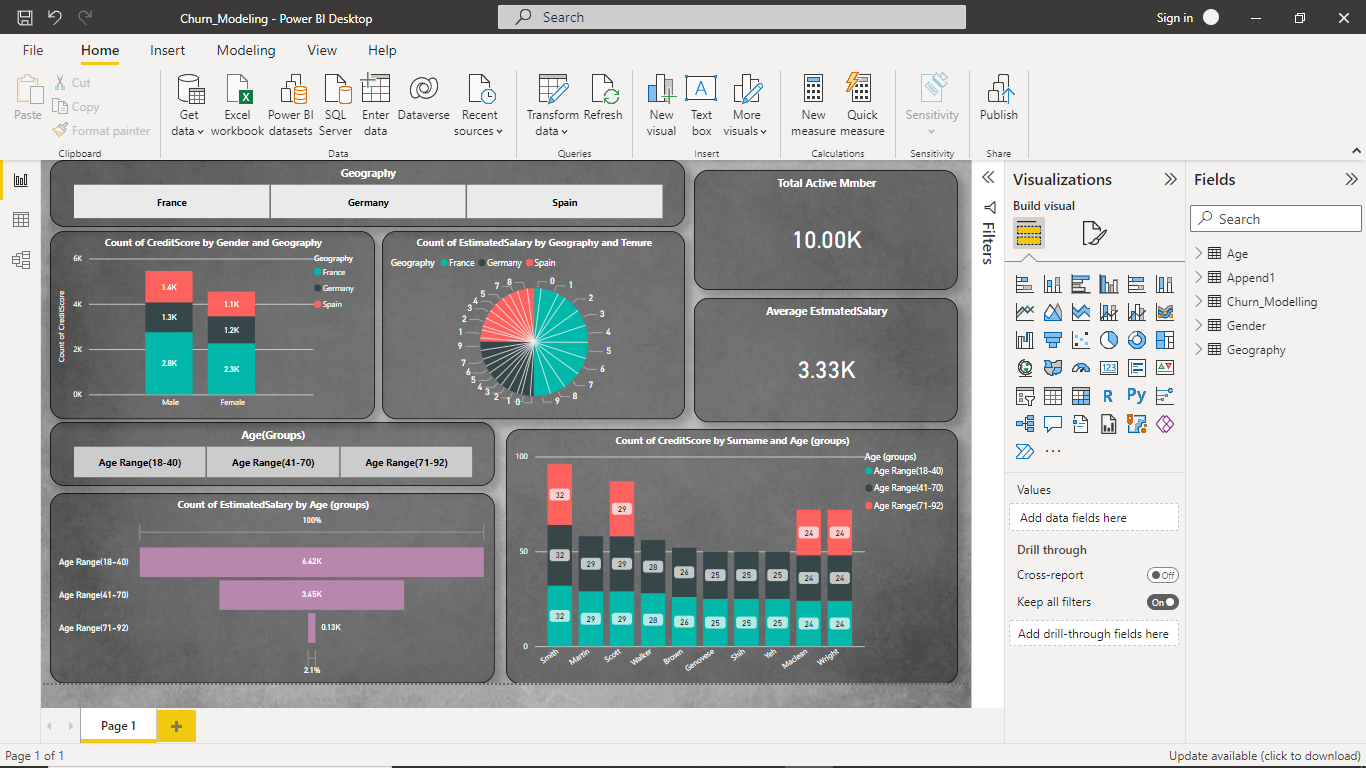 Churn_Modeling - Power BI Desktop
Search
Sign in
File Home Insert Modeling View Help
Paste
Cut
Copy
Format painter
Clipboard
Get data
Excel workbook
Power BI datasets
SQL Server
Enter data
Dataverse
Recent sources
Data
Transform data
Refresh
Queries
New visual
Text box
More visuals
Insert
New measure
Quick measure
Calculations
Sensitivity
Sensitivity
Publish
Share
Geography
France Germany Spain
Total Active Mmber
10.00K
Count of CreditScore by Gender and Geography
Geography
France
Germany
Spain
Count of CreditScore
6K
4K
2K
0K
1.4K
1.3K
2.8K
1.1K
1.2K
2.3K
Male Female
Count of EstimatedSalary by Geography and Tenure
Geography France Germany Spain
0
1
2
3
4
5
6
7
8
9
0
1
2
3
4
5
6
7
9
1
2
3
4
5
7
8
Average EstmatedSalary
3.33K
Age(Groups)
Age Range(18-40) Age Range(41-70) Age Range(71-92)
Count of EstimatedSalary by Age (groups)
100%
Age Range(18-40) 6.42K
Age Range(41-70) 3.45K
Age Range(71-92) 0.13K
2.1%
Count of CreditScore by Surname and Age (groups)
Age (groups)
Age Range(18-40)
Age Range(41-70)
Age Range(71-92)
100
50
0
32 29 24 24
32 29 29 28 26 25 25 25 24 24
32 29 29 28 26 25 25 25 24 24
Smith Martin Scott Walker Brown Genovese Shih Yeh Maclean Wright
Filters
Visualizations
Build visual
R Py
123
Values
Add data fields here
Drill through
Cross-report Off
Keep all filters On
Add drill-through fields here
Fields
Search
Age
Append1
Churn_Modelling
Gender
Geography
Page 1
Page 1 of 1
Update available (click to download)